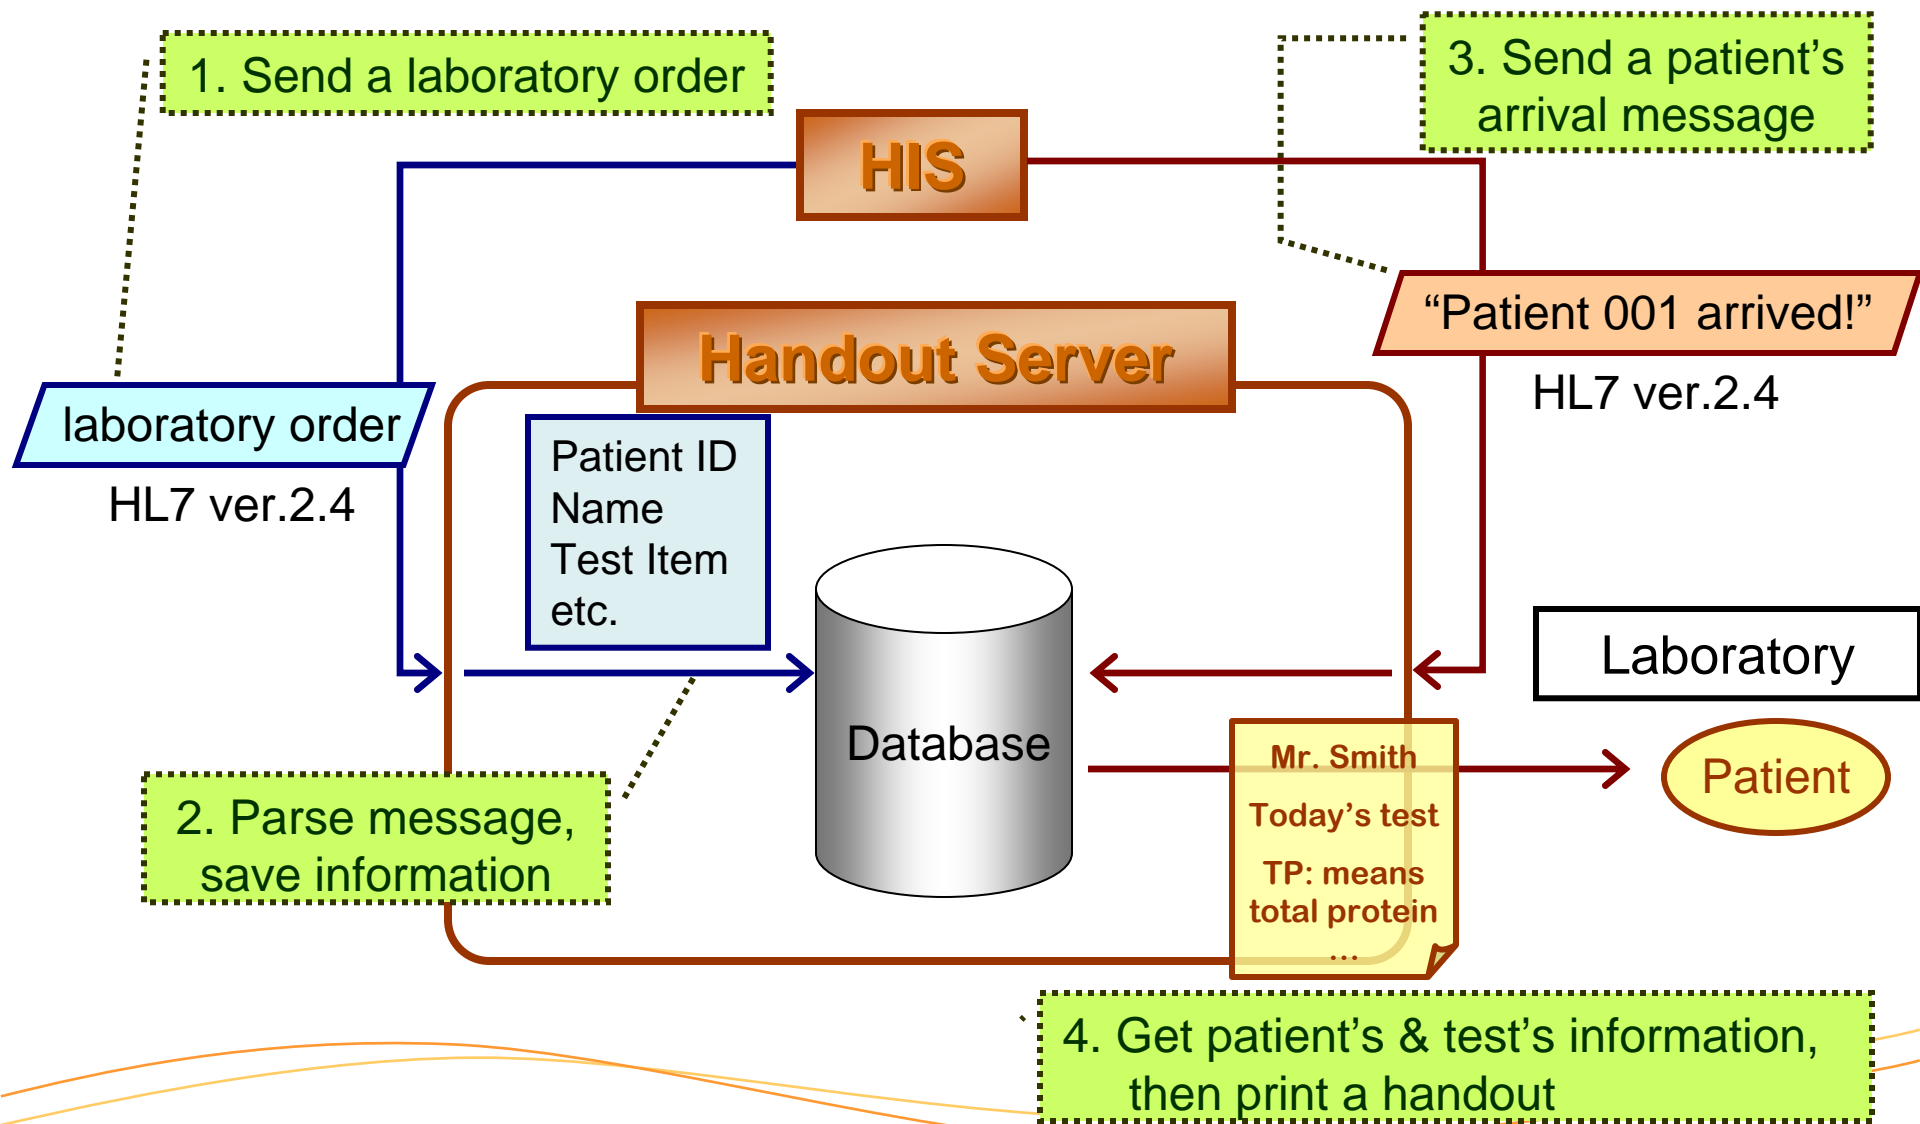 1. Send a laboratory order
3. Send a patient’s
arrival message
HIS
“Patient 001 arrived!”
HL7 ver.2.4
Handout Server
laboratory order
HL7 ver.2.4
Patient ID
Name
Test Item
etc.
Laboratory
Database
Mr. Smith
Today’s test
TP: means
total protein
…
Patient
2. Parse message,
save information
4. Get patient’s & test’s information,
then print a handout